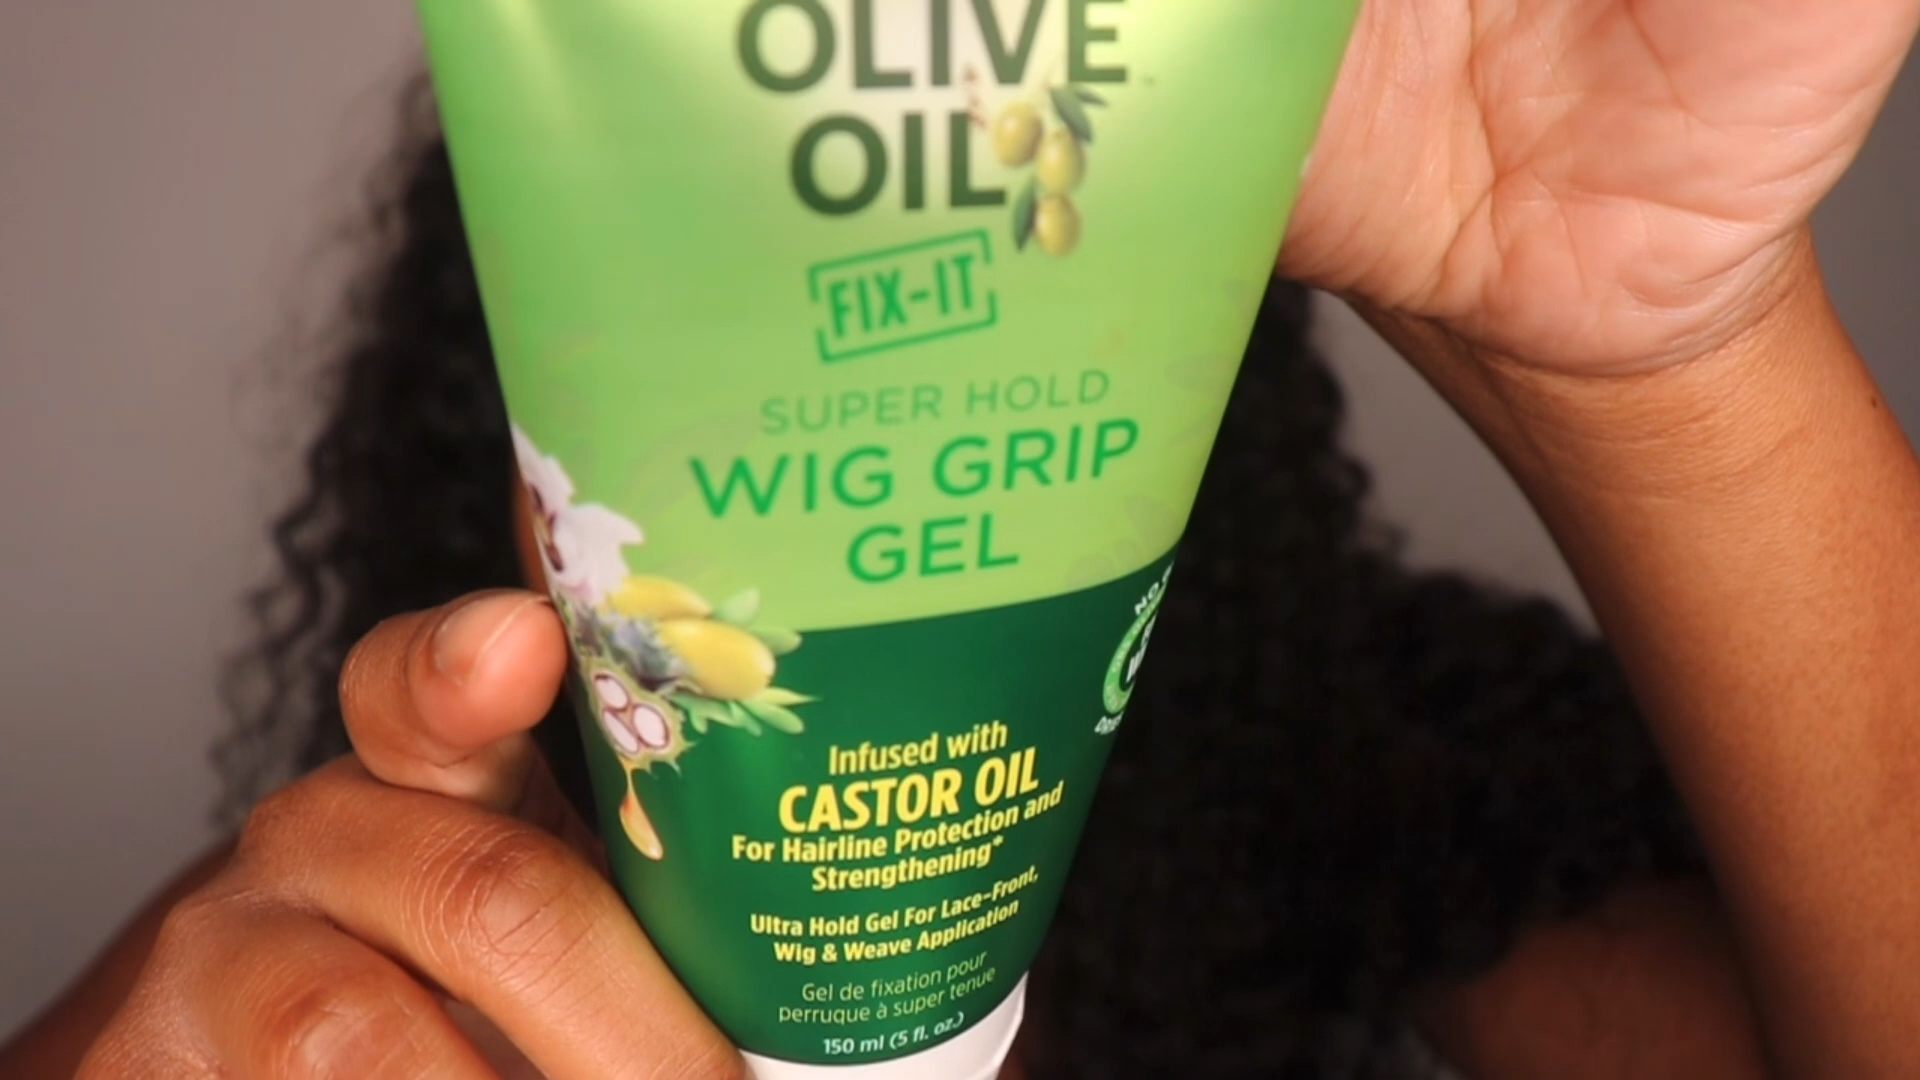 OLIVE
OIL
FIX-IT
SUPER HOLD
WIG GRIP
GEL
Infused with
CASTOR OIL
For Hairline Protection and
Strengthening*
Ultra Hold Gel For Lace-Front,
Wig & Weave Application
Gel de fixation pour
perruque à super tenue
150 ml (5 fl. oz.)
NO